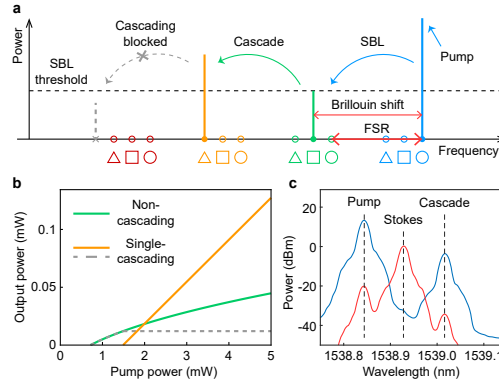 a
Power
Cascading
blocked
SBL
threshold
Cascade
SBL
Pump
Brillouin shift
FSR
Frequency
b
Output power (mW)
0.1
0.05
0
Non-
cascading
Single-
cascading
0 1 2 3 4 5
Pump power (mW)
c
Pump
Stokes
Cascade
Power (dBm)
20
0
-20
-40
1538.8 1538.9 1539.0 1539.1
Wavelength (nm)